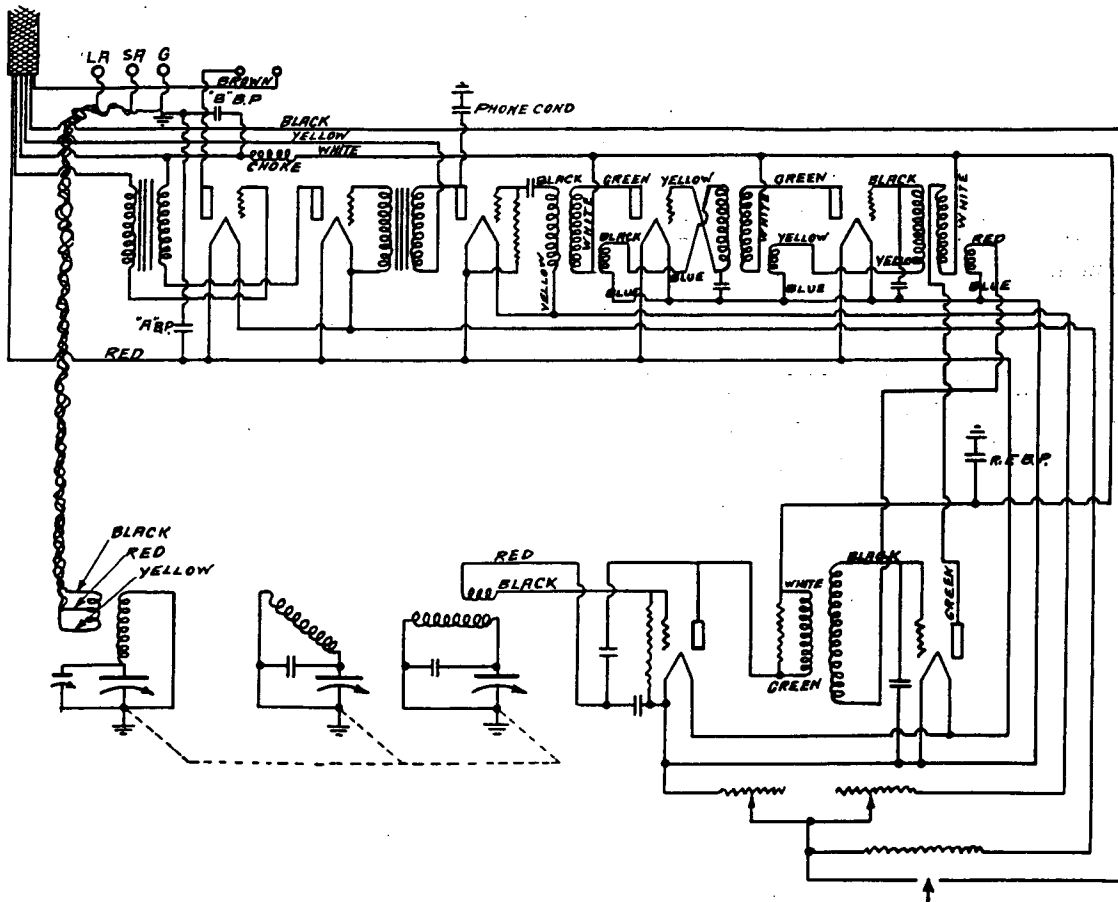 LA SA G
BROWN
"B" B.P
BLACK
YELLOW
WHITE
CHOKE
PHONE COND
BLACK
GREEN
YELLOW
GREEN
BLACK
WHITE
WHITE
WHITE
BLACK
YELLOW
RED
YELLOW
BLUE
YELLOW
BLUE
BLUE
BLUE
"A" B.P.
RED
R.F B.P.
BLACK
RED
YELLOW
RED
BLACK
WHITE
BLACK
GREEN
GREEN